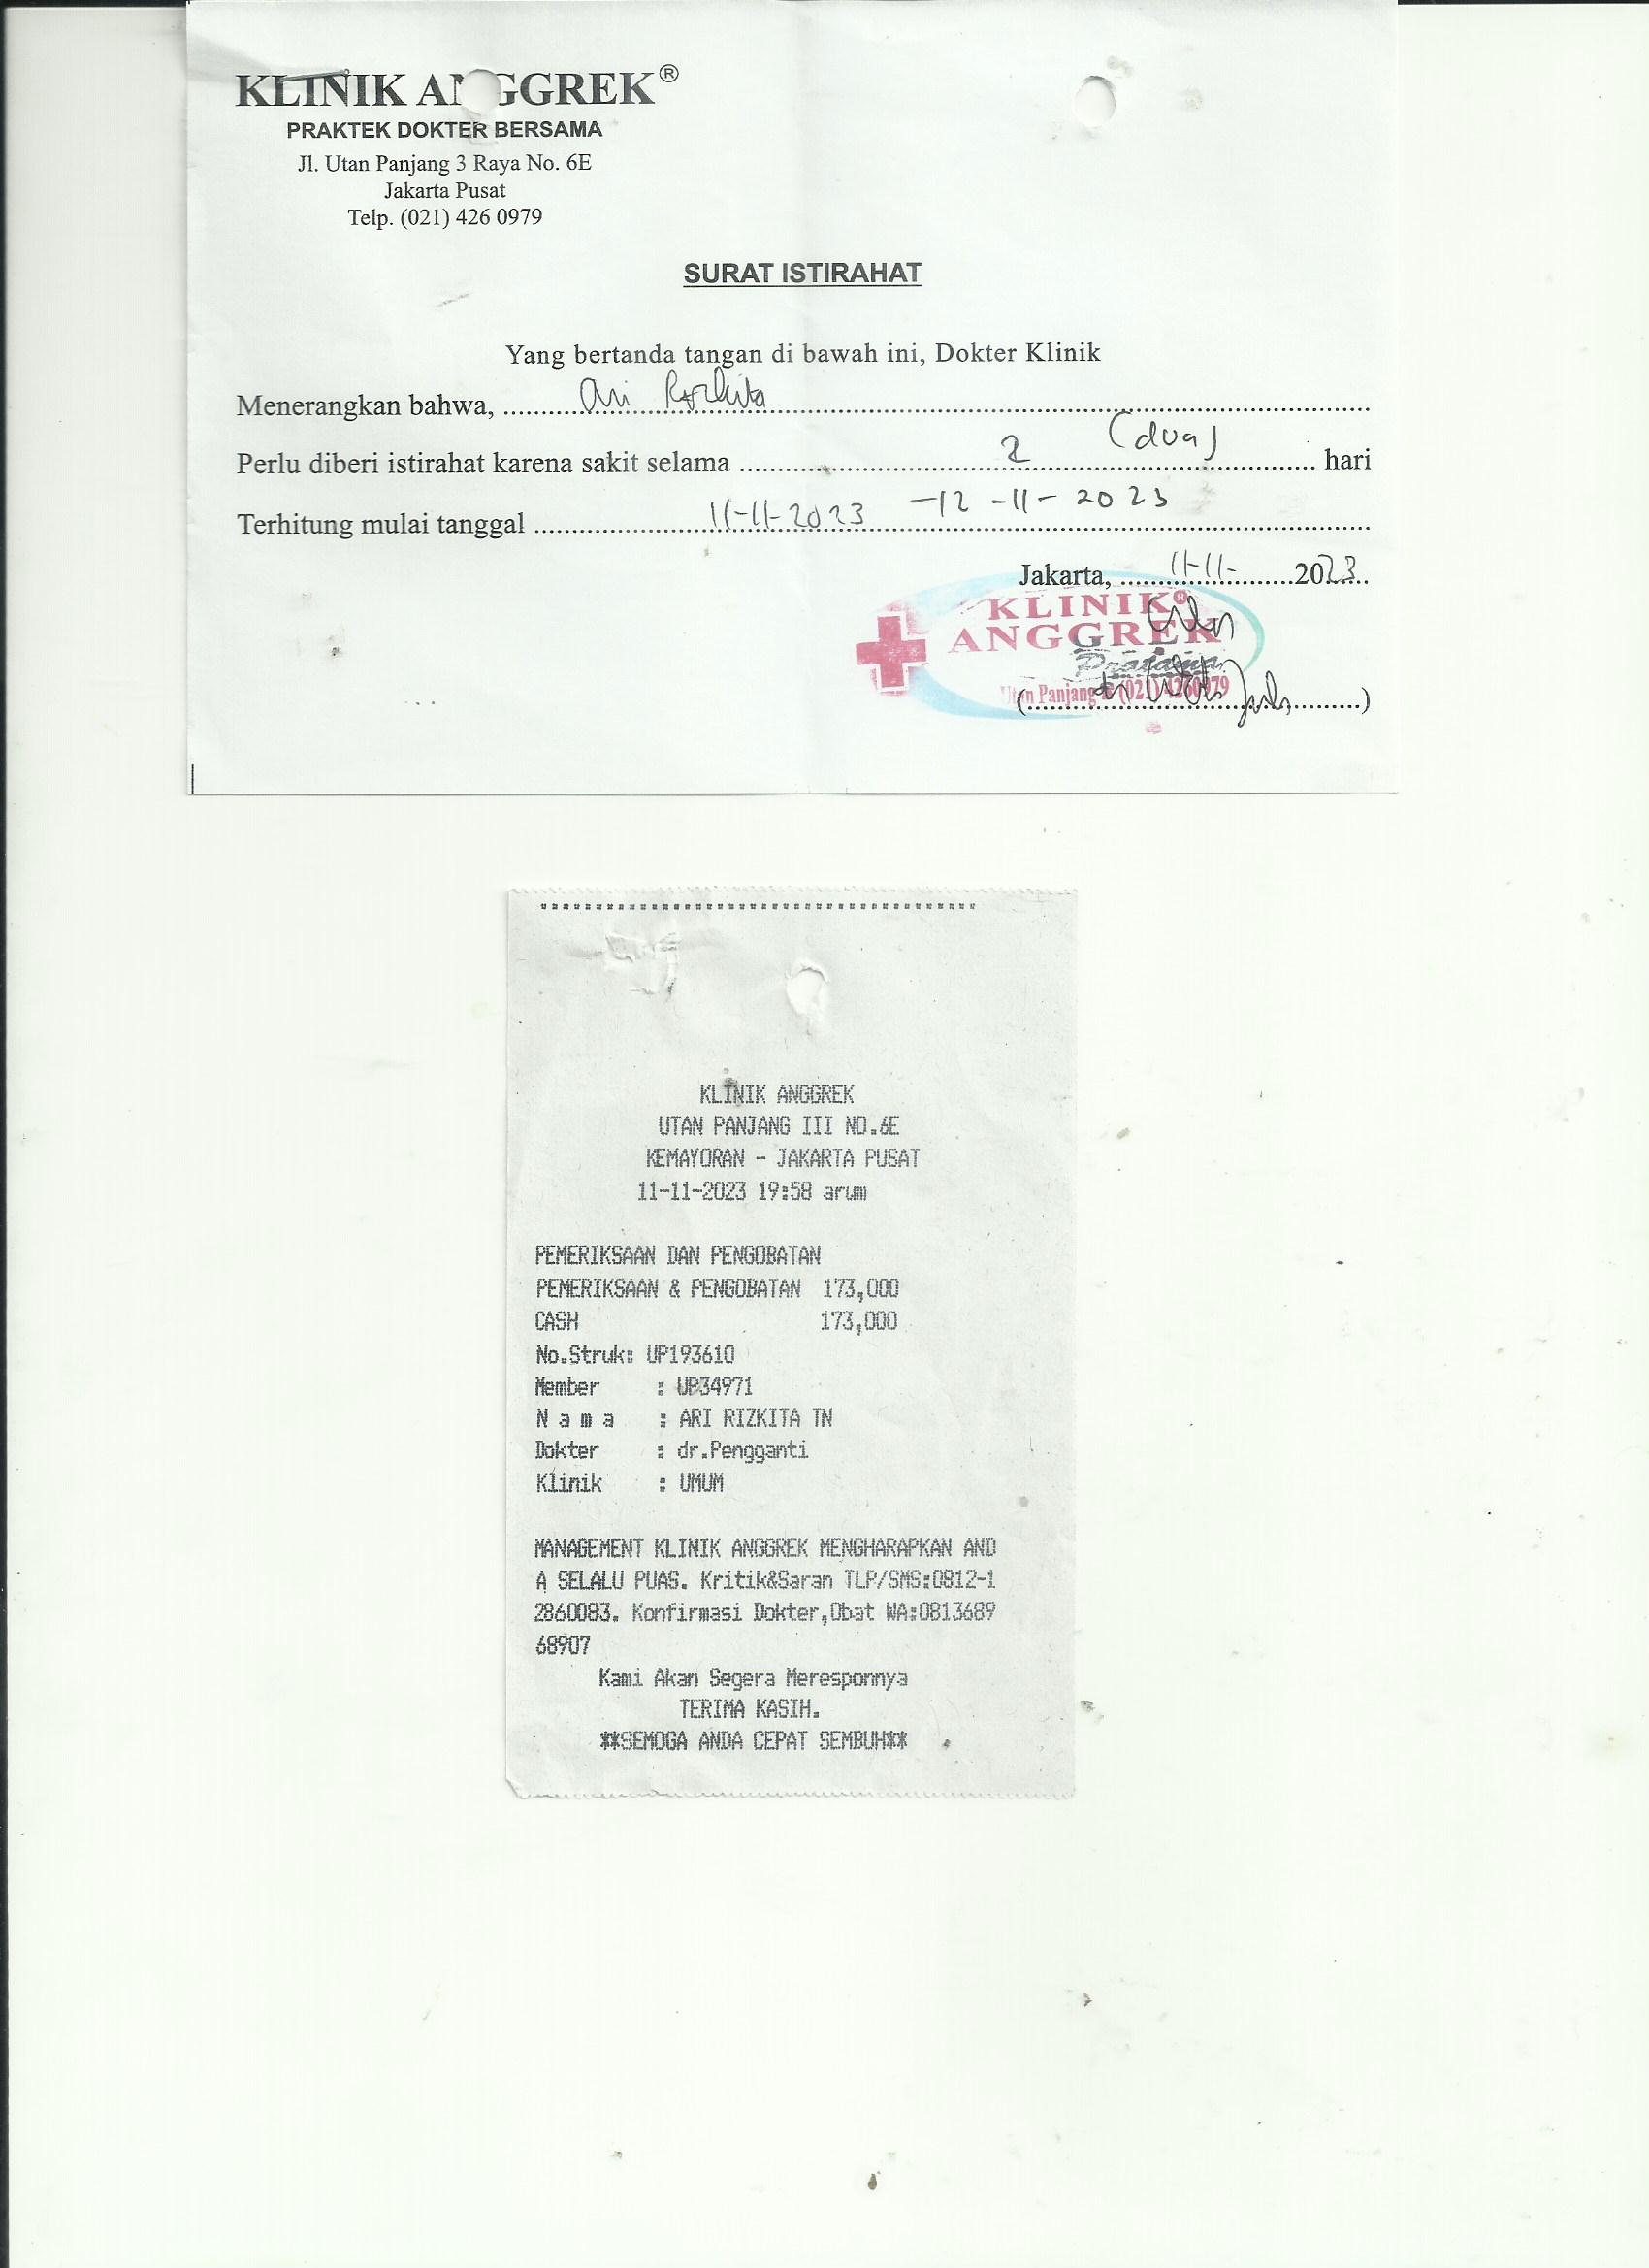 KLINIK ANGGREK®
PRAKTEK DOKTER BERSAMA
Jl. Utan Panjang 3 Raya No. 6E
Jakarta Pusat
Telp. (021) 426 0979
SURAT ISTIRAHAT
Yang bertanda tangan di bawah ini, Dokter Klinik
Menerangkan bahwa, Ari Rizkita
Perlu diberi istirahat karena sakit selama 2 (dua) hari
Terhitung mulai tanggal 11-11-2023 - 12 - 11 - 2023
Jakarta, 11-11- 2023
KLINIK
ANGGREK
Pratama
Utan Panjang (021) 4260979
KLINIK ANGGREK
UTAN PANJANG III NO.6E
KEMAYORAN - JAKARTA PUSAT
11-11-2023 19:58 arum
PEMERIKSAAN DAN PENGOBATAN
PEMERIKSAAN & PENGOBATAN 173,000
CASH 173,000
No.Struk: UP193610
Member : UP34971
N a m a : ARI RIZKITA TN
Dokter : dr.Pengganti
Klinik : UMUM
MANAGEMENT KLINIK ANGGREK MENGHARAPKAN AND
A SELALU PUAS. Kritik&Saran TLP/SMS:0812-1
2860083. Konfirmasi Dokter,Obat WA:0813689
68907
Kami Akan Segera Meresponnya
TERIMA KASIH.
**SEMOGA ANDA CEPAT SEMBUH**